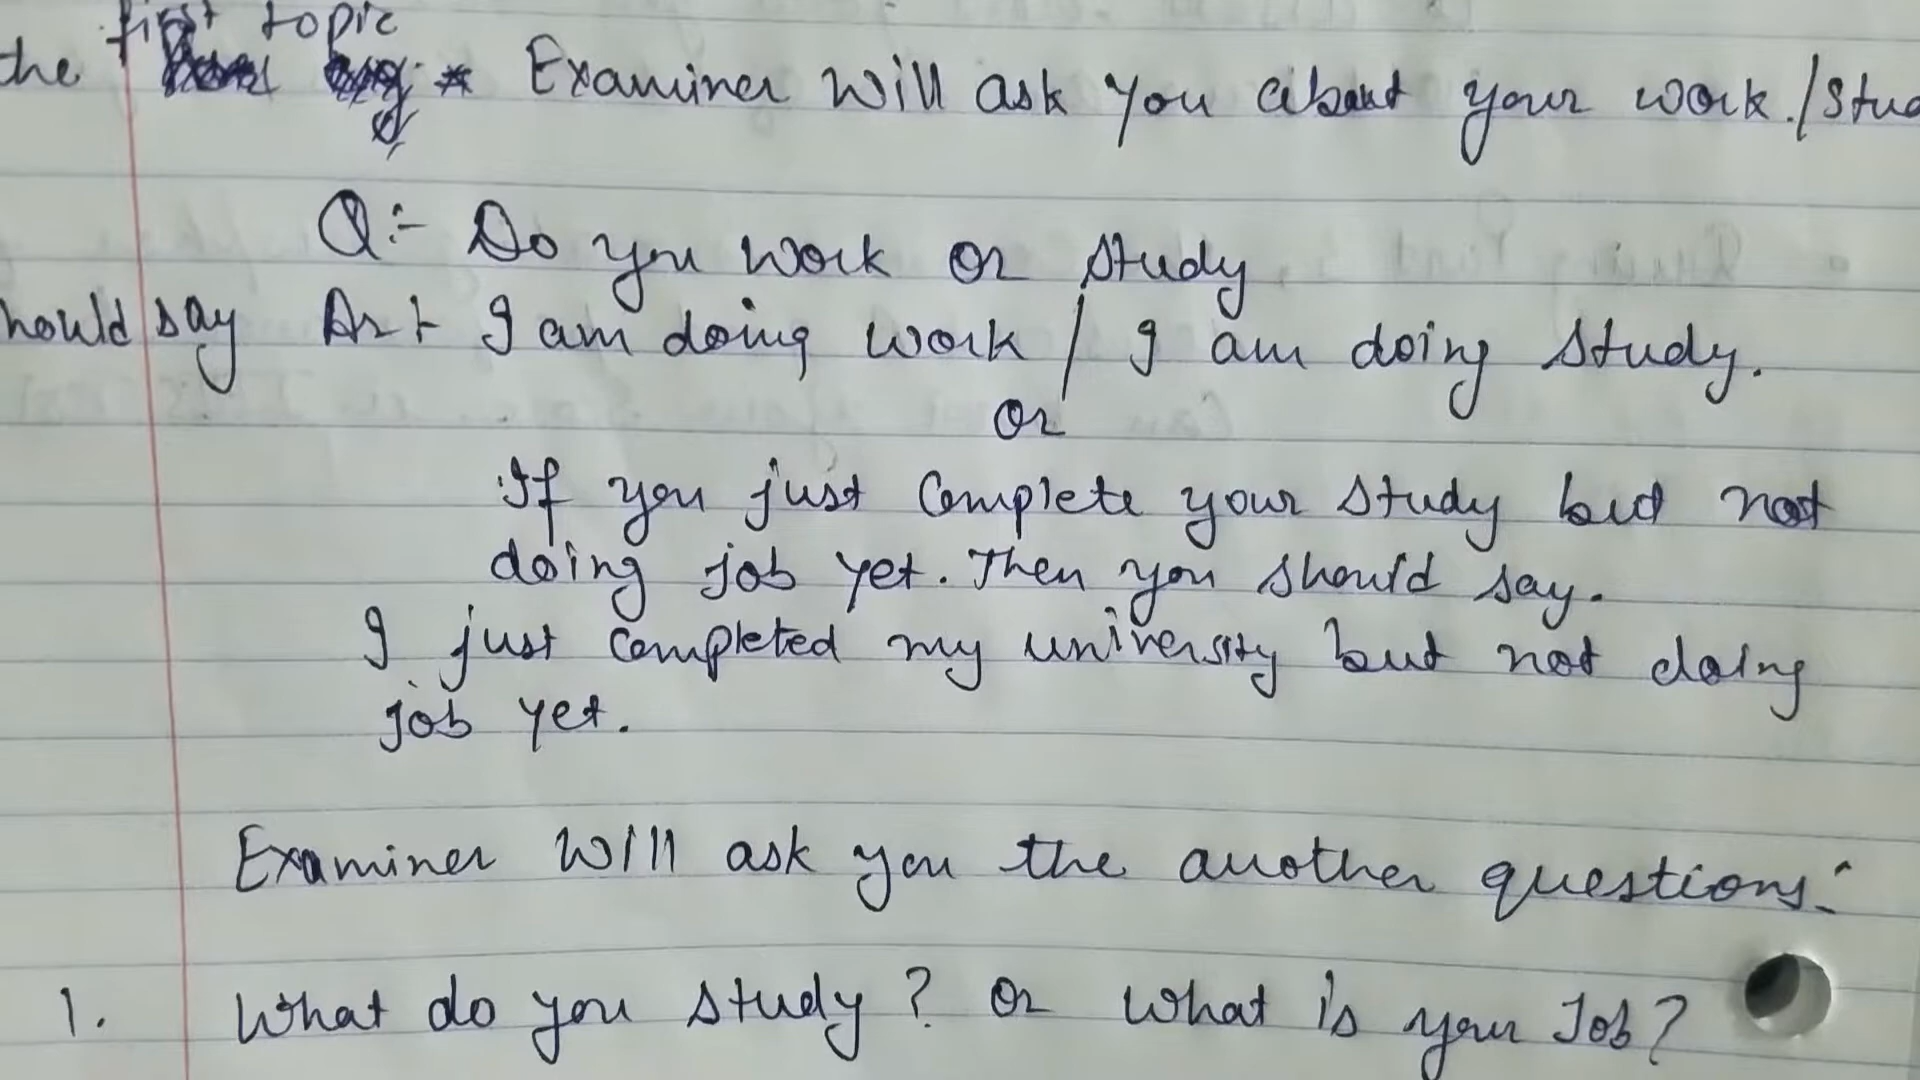 first topic
the * Examiner will ask you about your work./Stud
Q:- Do you work or study
hould say Ans I am doing work / I am doing study.
or
If you just complete your study but not
doing job yet. Then you should say.
I just completed my university but not doing
job yet.
Examiner will ask you the another questions:-
1. What do you study? or what is your Job?